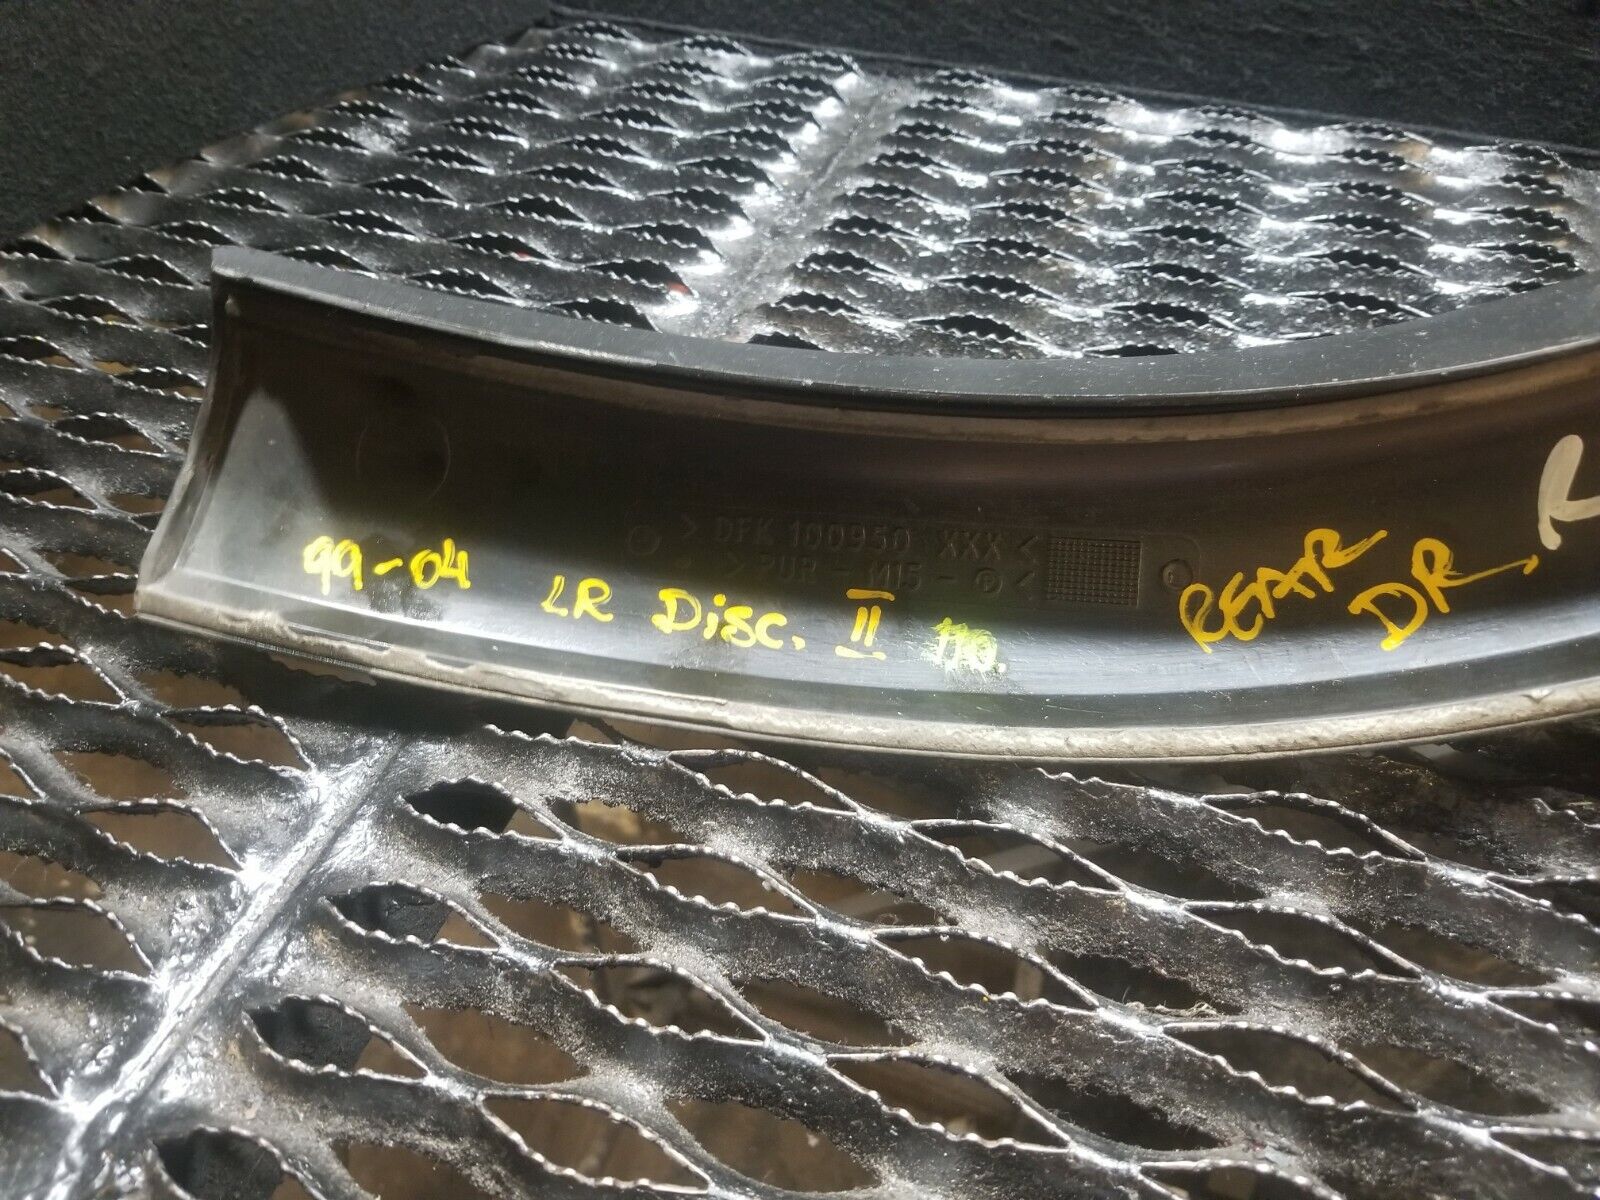 > DFK 100950 XXX <
> PUR - M15 - <
99-04 LR Disc. II 110.
REAR
DR.